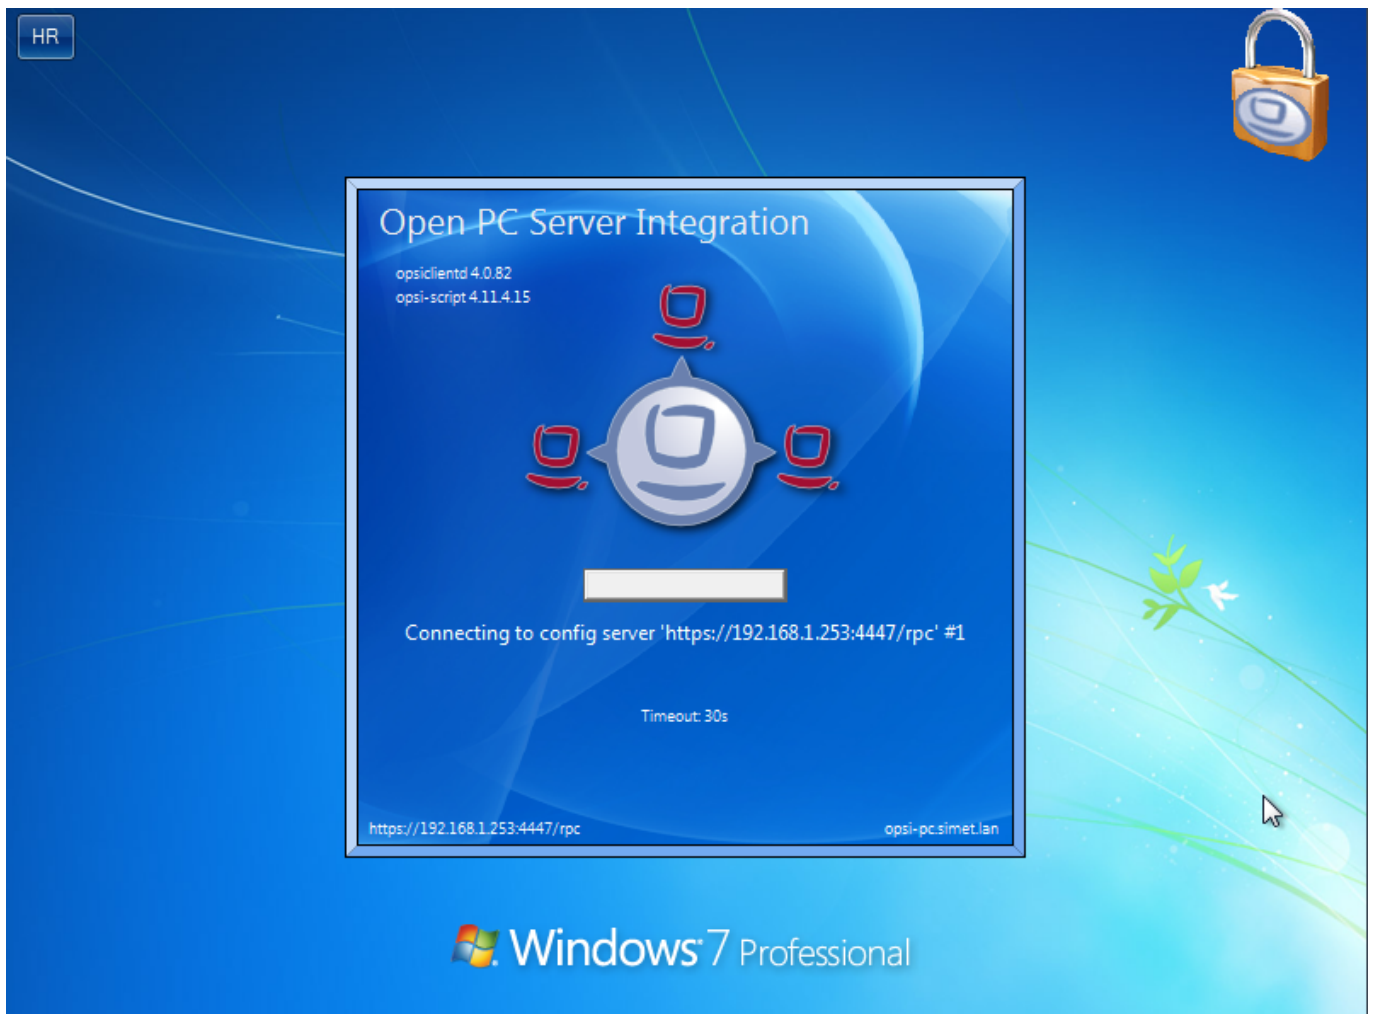 HR
Open PC Server Integration
opsiclientd 4.0.82
opsi-script 4.11.4.15
Connecting to config server 'https://192.168.1.253:4447/rpc' #1
Timeout: 30s
https://192.168.1.253:4447/rpc
opsi-pc.simet.lan
Windows 7 Professional